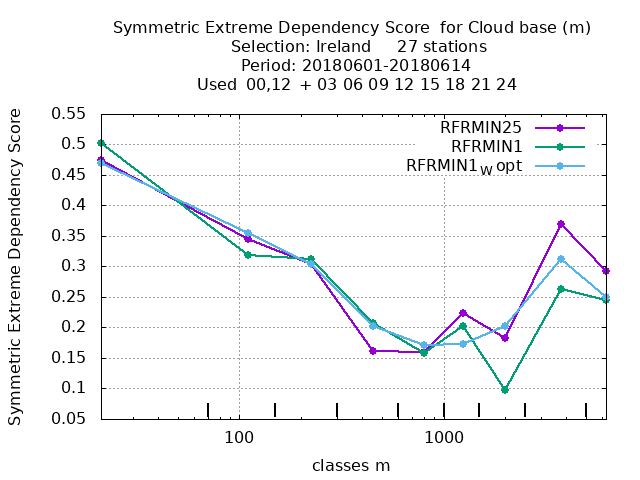 Symmetric Extreme Dependency Score for Cloud base (m)
Selection: Ireland 27 stations
Period: 20180601-20180614
Used 00,12 + 03 06 09 12 15 18 21 24
Symmetric Extreme Dependency Score
0.55
0.5
0.45
0.4
0.35
0.3
0.25
0.2
0.15
0.1
0.05
RFRMIN25
RFRMIN1
RFRMIN1W opt
100
1000
classes m